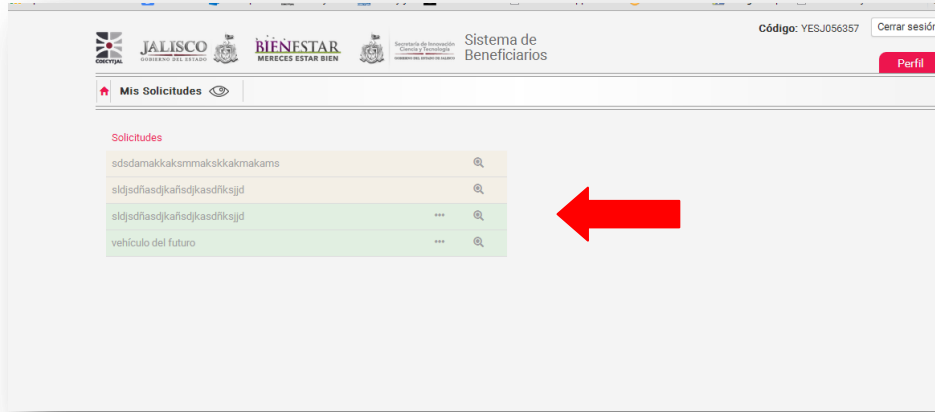 Código: YESJ056357
Cerrar sesión
COECYTJAL
JALISCO
GOBIERNO DEL ESTADO
BIENESTAR
MERECES ESTAR BIEN
Secretaría de Innovación
Ciencia y Tecnología
GOBIERNO DEL ESTADO DE JALISCO
Sistema de
Beneficiarios
Perfil
Mis Solicitudes
Solicitudes
sdsdamakkaksmmakskkakmakams
sldjsdñasdjkañsdjkasdñksjjd
sldjsdñasdjkañsdjkasdñksjjd ...
vehículo del futuro ...